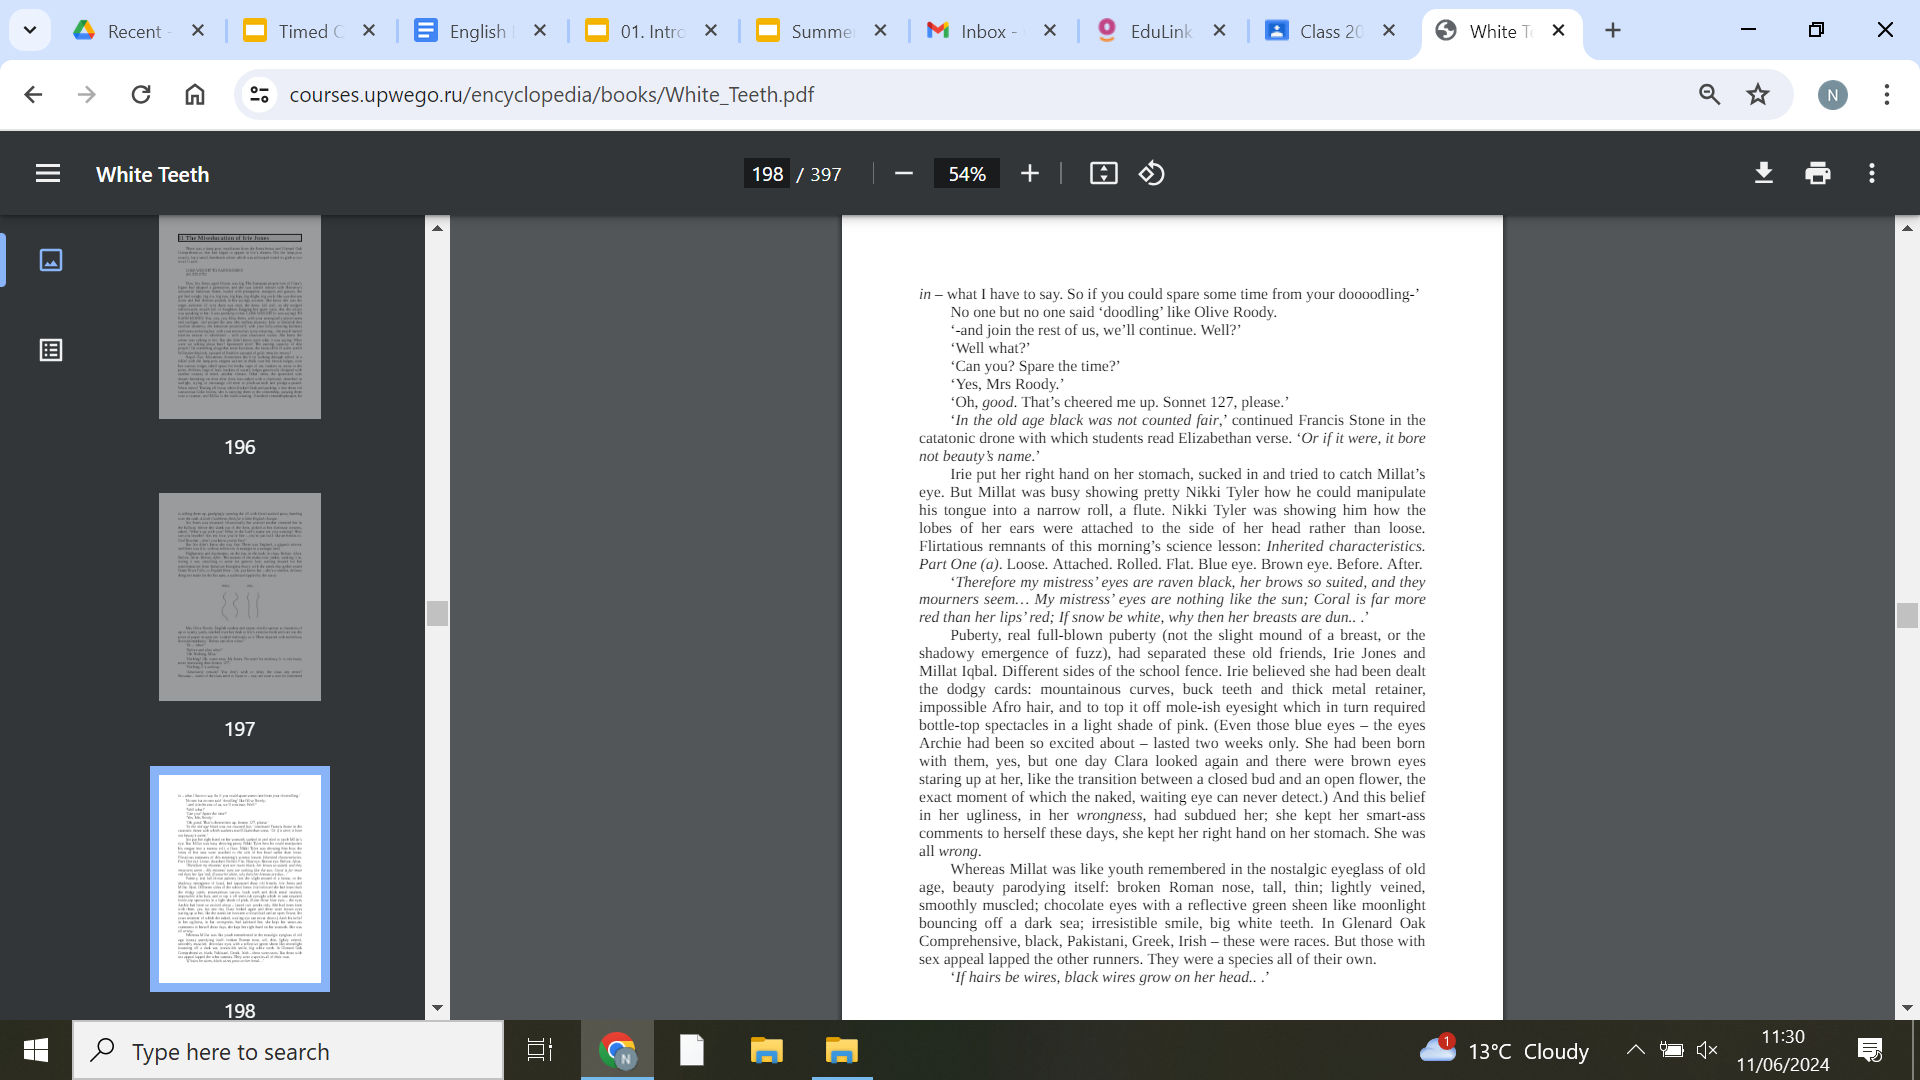 Recent -
Timed C
English
01. Intro
Summe
Inbox -
EduLink
Class 20
White T
courses.upwego.ru/encyclopedia/books/White_Teeth.pdf
N
White Teeth
198 / 397
54%
11 The Miseducation of Irie Jones
196
197
198
in – what I have to say. So if you could spare some time from your doooodling-’
No one but no one said ‘doodling’ like Olive Roody.
‘-and join the rest of us, we’ll continue. Well?’
‘Well what?’
‘Can you? Spare the time?’
‘Yes, Mrs Roody.’
‘Oh, good. That’s cheered me up. Sonnet 127, please.’
‘In the old age black was not counted fair,’ continued Francis Stone in the
catatonic drone with which students read Elizabethan verse. ‘Or if it were, it bore
not beauty’s name.’
Irie put her right hand on her stomach, sucked in and tried to catch Millat’s
eye. But Millat was busy showing pretty Nikki Tyler how he could manipulate
his tongue into a narrow roll, a flute. Nikki Tyler was showing him how the
lobes of her ears were attached to the side of her head rather than loose.
Flirtatious remnants of this morning’s science lesson: Inherited characteristics.
Part One (a). Loose. Attached. Rolled. Flat. Blue eye. Brown eye. Before. After.
‘Therefore my mistress’ eyes are raven black, her brows so suited, and they
mourners seem… My mistress’ eyes are nothing like the sun; Coral is far more
red than her lips’ red; If snow be white, why then her breasts are dun.. .’
Puberty, real full-blown puberty (not the slight mound of a breast, or the
shadowy emergence of fuzz), had separated these old friends, Irie Jones and
Millat Iqbal. Different sides of the school fence. Irie believed she had been dealt
the dodgy cards: mountainous curves, buck teeth and thick metal retainer,
impossible Afro hair, and to top it off mole-ish eyesight which in turn required
bottle-top spectacles in a light shade of pink. (Even those blue eyes – the eyes
Archie had been so excited about – lasted two weeks only. She had been born
with them, yes, but one day Clara looked again and there were brown eyes
staring up at her, like the transition between a closed bud and an open flower, the
exact moment of which the naked, waiting eye can never detect.) And this belief
in her ugliness, in her wrongness, had subdued her; she kept her smart-ass
comments to herself these days, she kept her right hand on her stomach. She was
all wrong.
Whereas Millat was like youth remembered in the nostalgic eyeglass of old
age, beauty parodying itself: broken Roman nose, tall, thin; lightly veined,
smoothly muscled; chocolate eyes with a reflective green sheen like moonlight
bouncing off a dark sea; irresistible smile, big white teeth. In Glenard Oak
Comprehensive, black, Pakistani, Greek, Irish – these were races. But those with
sex appeal lapped the other runners. They were a species all of their own.
‘If hairs be wires, black wires grow on her head.. .’
Type here to search
N
1
13°C Cloudy
11:30
11/06/2024